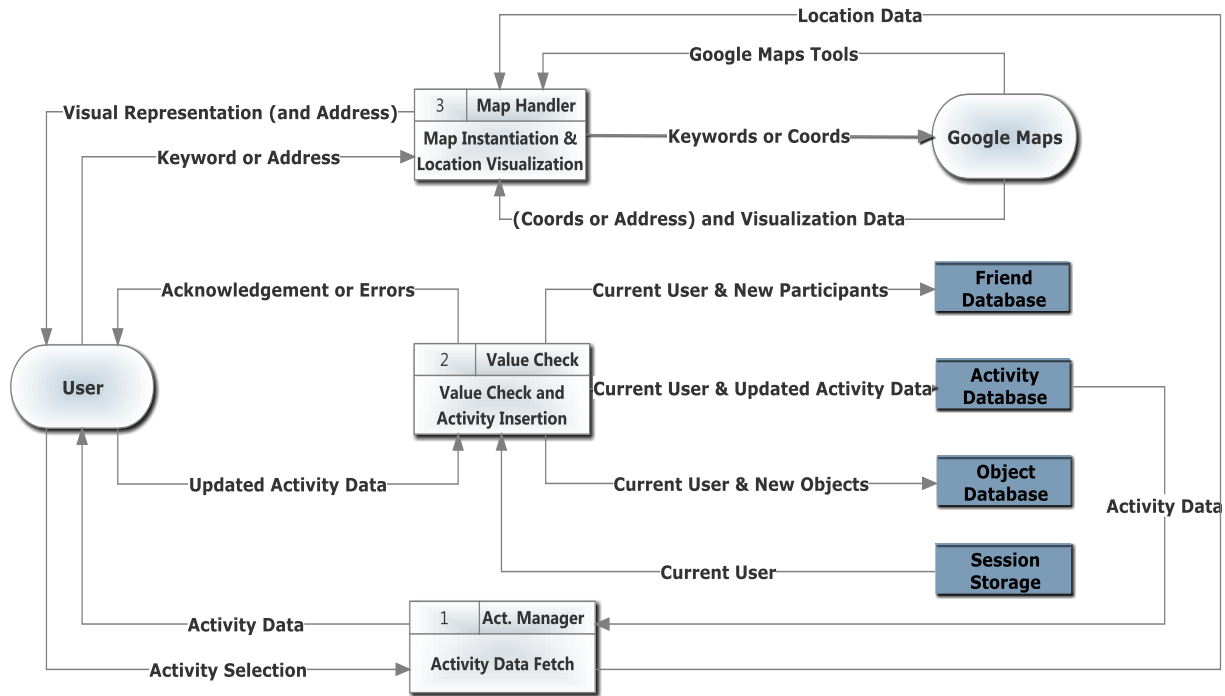 Location Data
Google Maps Tools
3 Map Handler
Map Instantiation &
Location Visualization
Visual Representation (and Address)
Keyword or Address
Keywords or Coords
Google Maps
(Coords or Address) and Visualization Data
Acknowledgement or Errors
Current User & New Participants
Friend
Database
2 Value Check
Value Check and
Activity Insertion
User
Current User & Updated Activity Data
Activity
Database
Updated Activity Data
Current User & New Objects
Object
Database
Activity Data
Current User
Session
Storage
1 Act. Manager
Activity Data Fetch
Activity Data
Activity Selection